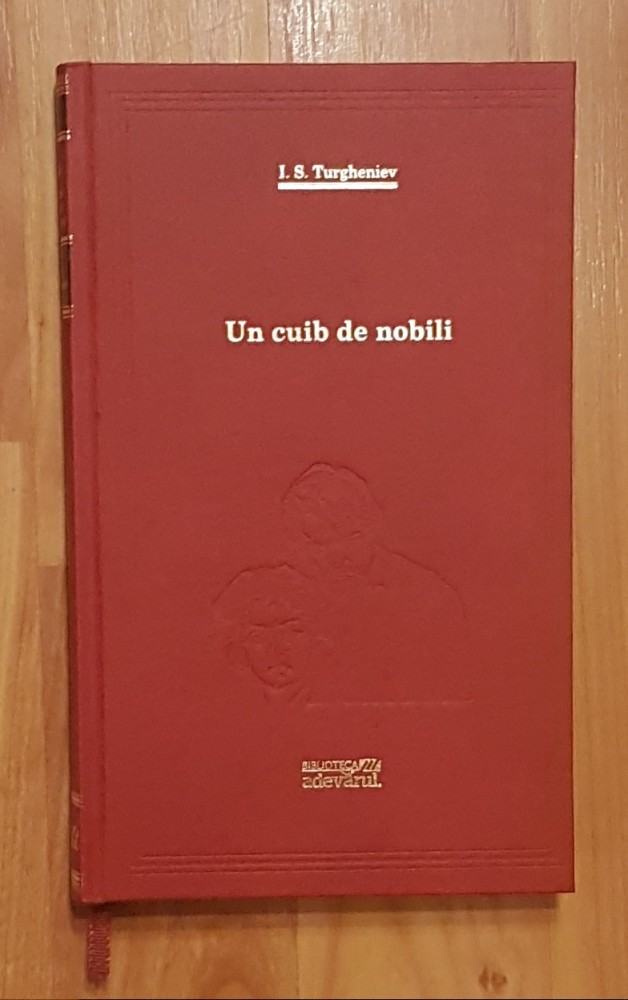 I. S. Turgheniev
Un cuib de nobili
BIBLIOTECA
adevărul.